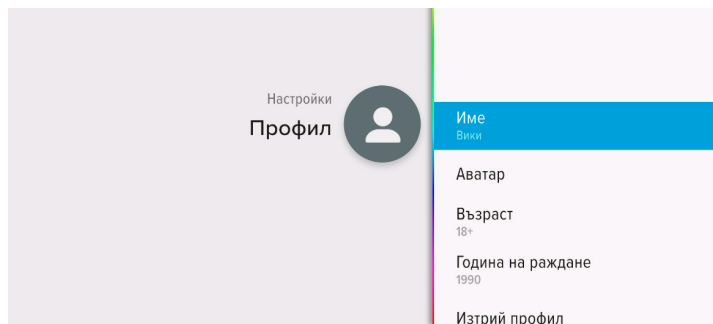 Настройки
Профил
Име
Вики
Аватар
Възраст
18+
Година на раждане
1990
Изтрий профил